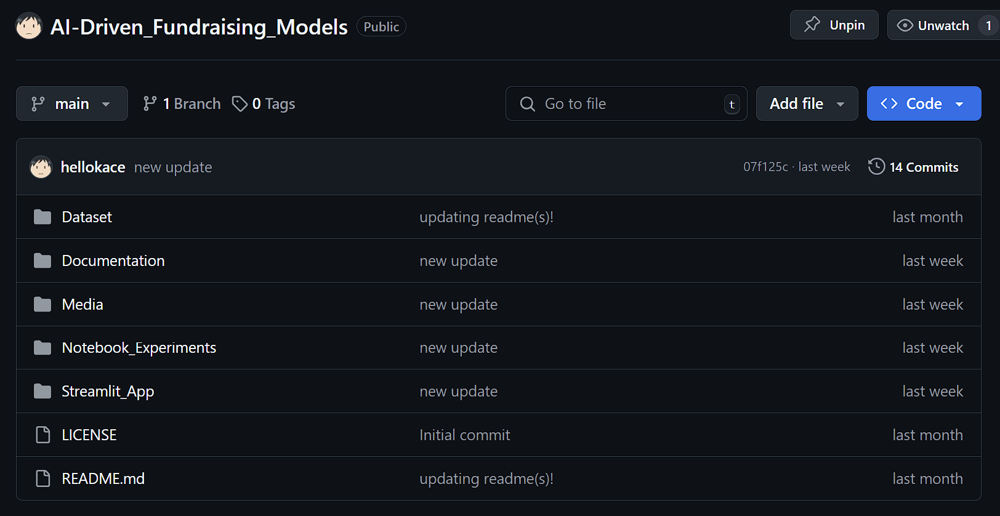 AI-Driven_Fundraising_Models Public Unpin Unwatch 1
main 1 Branch 0 Tags Go to file t Add file Code
hellokace new update 07f125c · last week 14 Commits
Dataset updating readme(s)! last month
Documentation new update last week
Media new update last week
Notebook_Experiments new update last week
Streamlit_App new update last week
LICENSE Initial commit last month
README.md updating readme(s)! last month